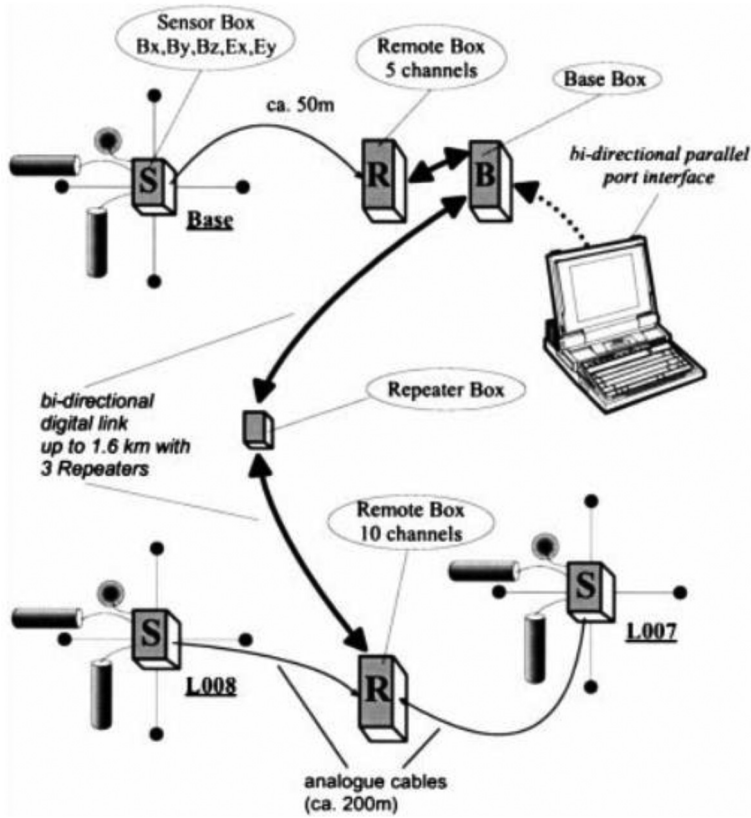 Sensor Box
Bx,By,Bz,Ex,Ey
Remote Box
5 channels
Base Box
ca. 50m
bi-directional parallel
port interface
S
R
B
Base
bi-directional
digital link
up to 1.6 km with
3 Repeaters
Repeater Box
Remote Box
10 channels
S
L007
S
L008
R
analogue cables
(ca. 200m)